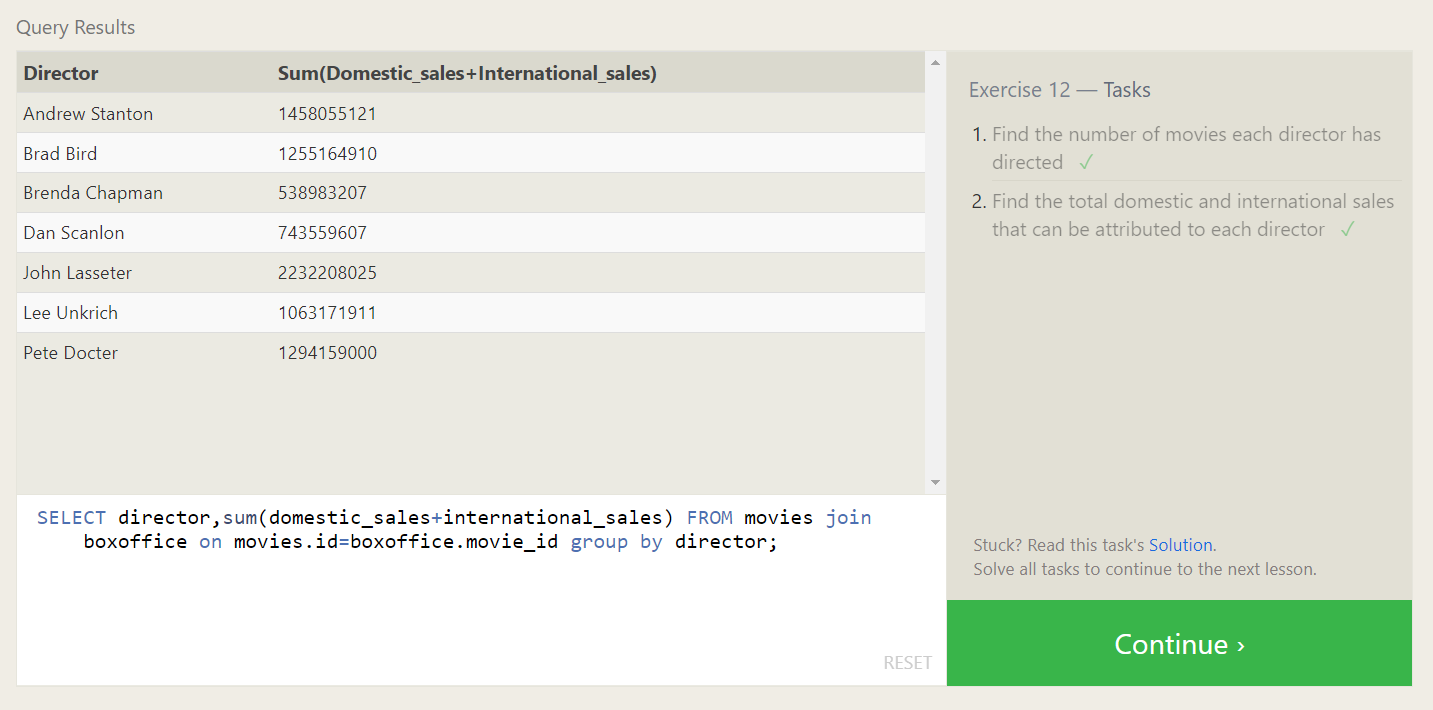 Query Results
Director Sum(Domestic_sales+International_sales)
Andrew Stanton 1458055121
Brad Bird 1255164910
Brenda Chapman 538983207
Dan Scanlon 743559607
John Lasseter 2232208025
Lee Unkrich 1063171911
Pete Docter 1294159000
SELECT director,sum(domestic_sales+international_sales) FROM movies join
boxoffice on movies.id=boxoffice.movie_id group by director;
RESET
Exercise 12 — Tasks
1. Find the number of movies each director has
directed ✓
2. Find the total domestic and international sales
that can be attributed to each director ✓
Stuck? Read this task's Solution.
Solve all tasks to continue to the next lesson.
Continue ›